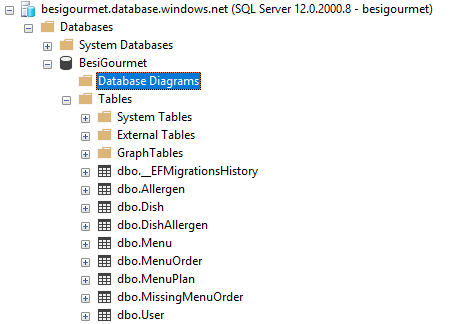 besigourmet.database.windows.net (SQL Server 12.0.2000.8 - besigourmet)
Databases
System Databases
BesiGourmet
Database Diagrams
Tables
System Tables
External Tables
GraphTables
dbo.__EFMigrationsHistory
dbo.Allergen
dbo.Dish
dbo.DishAllergen
dbo.Menu
dbo.MenuOrder
dbo.MenuPlan
dbo.MissingMenuOrder
dbo.User